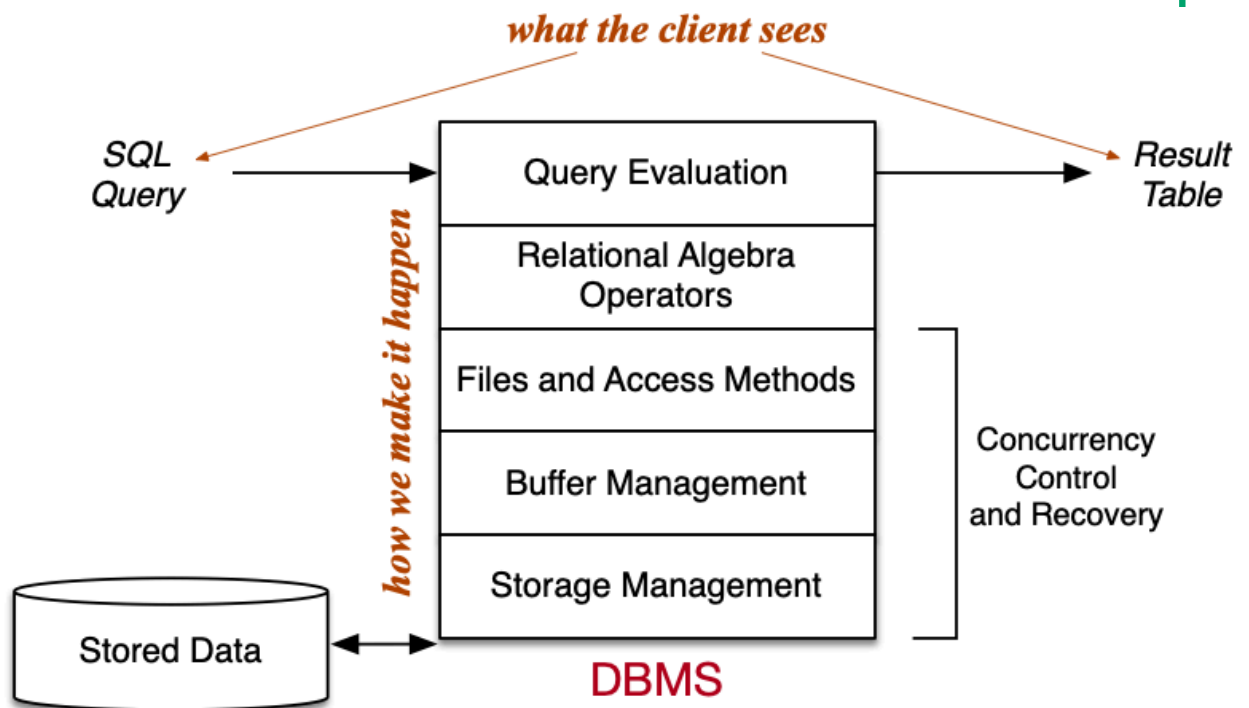 what the client sees
SQL
Query
Query Evaluation
Result
Table
how we make it happen
Relational Algebra
Operators
Files and Access Methods
Buffer Management
Storage Management
Concurrency
Control
and Recovery
Stored Data
DBMS